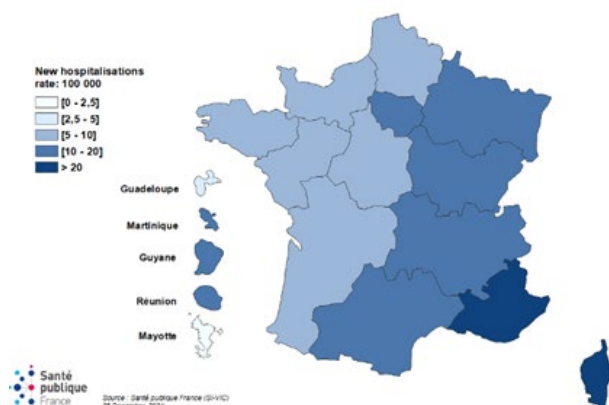 New hospitalisations
rate: 100 000
[0 - 2,5]
[2,5 - 5]
[5 - 10]
[10 - 20]
> 20
Guadeloupe
Martinique
Guyane
Réunion
Mayotte
Santé
publique
France
Source : Santé publique France (SI-VIC)